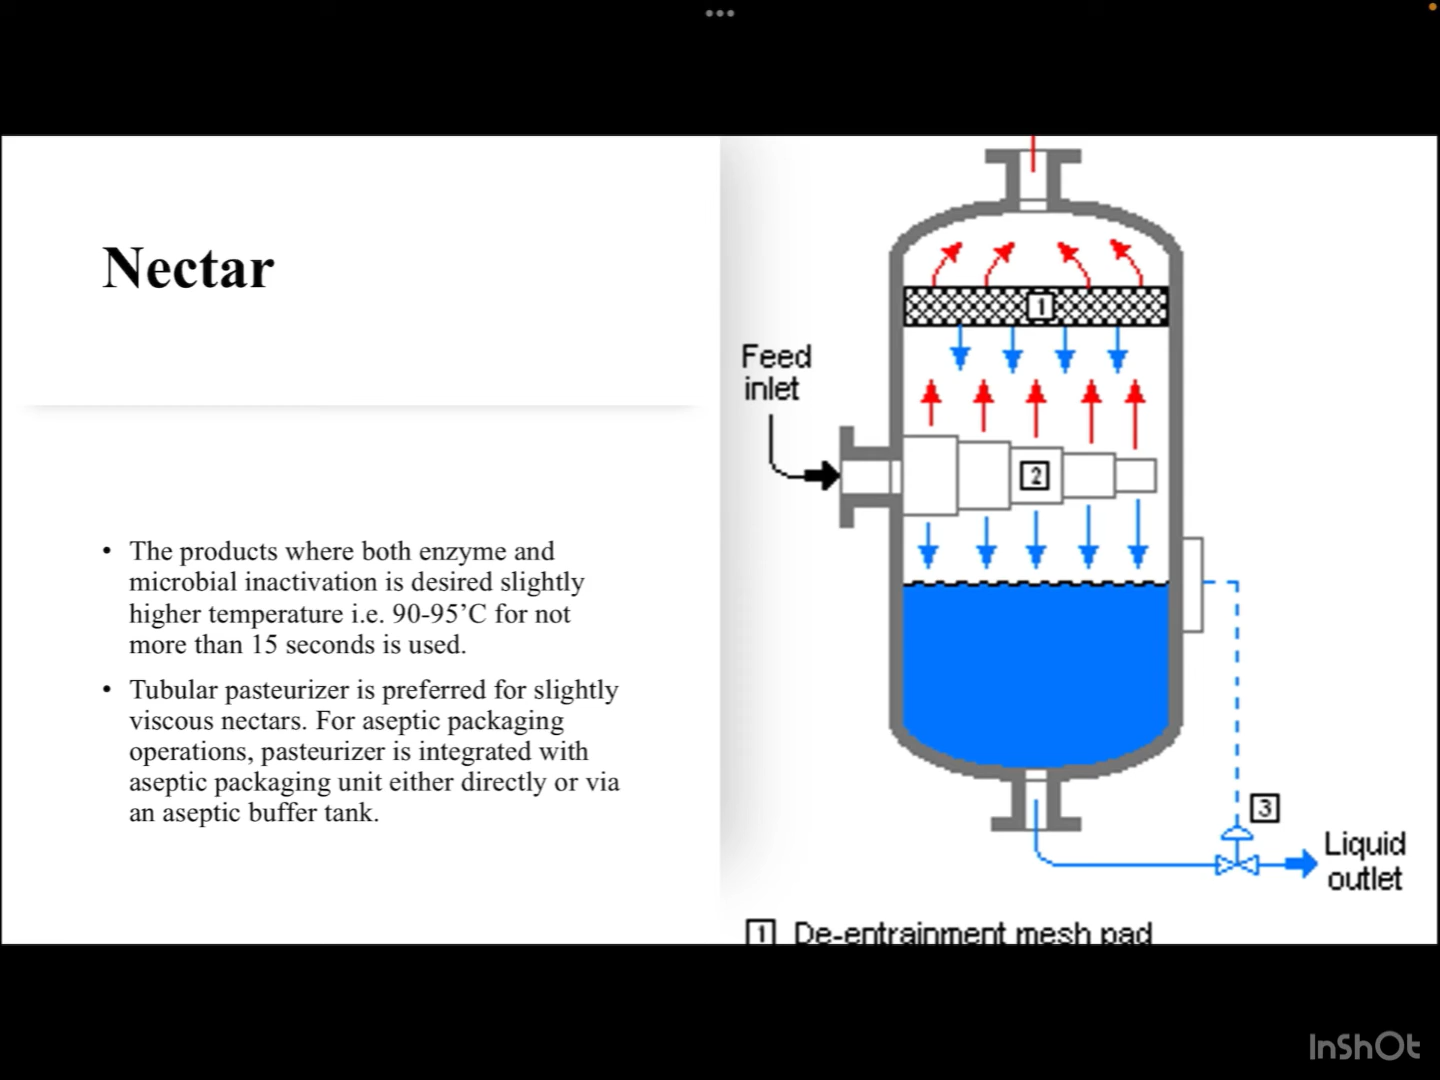 Nectar
• The products where both enzyme and
microbial inactivation is desired slightly
higher temperature i.e. 90-95’C for not
more than 15 seconds is used.
• Tubular pasteurizer is preferred for slightly
viscous nectars. For aseptic packaging
operations, pasteurizer is integrated with
aseptic packaging unit either directly or via
an aseptic buffer tank.
1
Feed
inlet
2
3
Liquid
outlet
1 De-entrainment mesh pad
InShOt